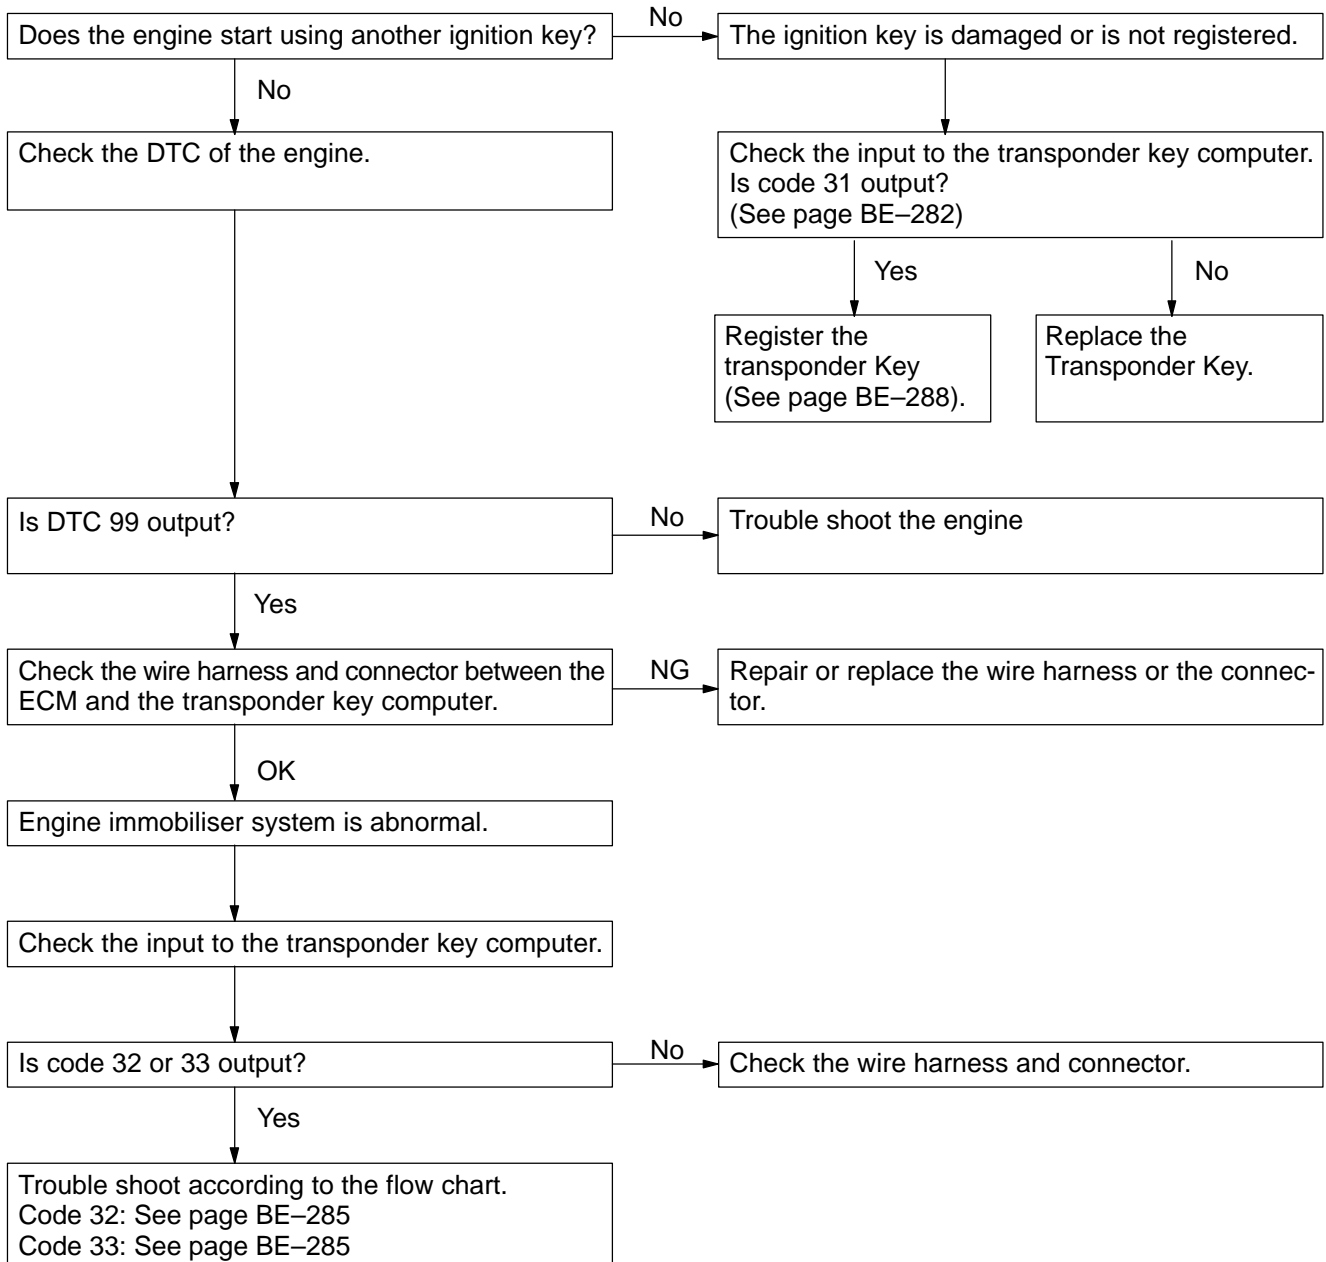 Does the engine start using another ignition key?
No
The ignition key is damaged or is not registered.
No
Check the DTC of the engine.
Check the input to the transponder key computer.
Is code 31 output?
(See page BE–282)
Yes
No
Register the
transponder Key
(See page BE–288).
Replace the
Transponder Key.
Is DTC 99 output?
No
Trouble shoot the engine
Yes
Check the wire harness and connector between the
ECM and the transponder key computer.
NG
Repair or replace the wire harness or the connec-
tor.
OK
Engine immobiliser system is abnormal.
Check the input to the transponder key computer.
Is code 32 or 33 output?
No
Check the wire harness and connector.
Yes
Trouble shoot according to the flow chart.
Code 32: See page BE–285
Code 33: See page BE–285